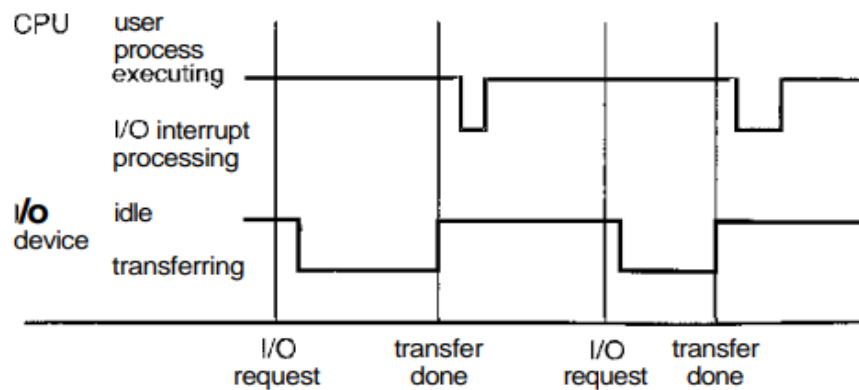 CPU
user
process
executing
I/O interrupt
processing
I/O
device
idle
transferring
I/O
request
transfer
done
I/O
request
transfer
done